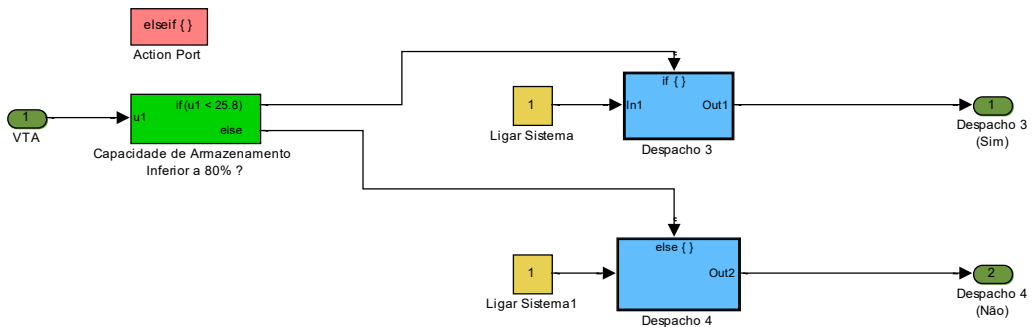 elseif { }
Action Port
1
VTA
u1
if(u1 < 25.8)
else
Capacidade de Armazenamento
Inferior a 80% ?
1
Ligar Sistema
if { }
In1
Out1
Despacho 3
1
Despacho 3
(Sim)
1
Ligar Sistema1
else { }
Out2
Despacho 4
2
Despacho 4
(Não)